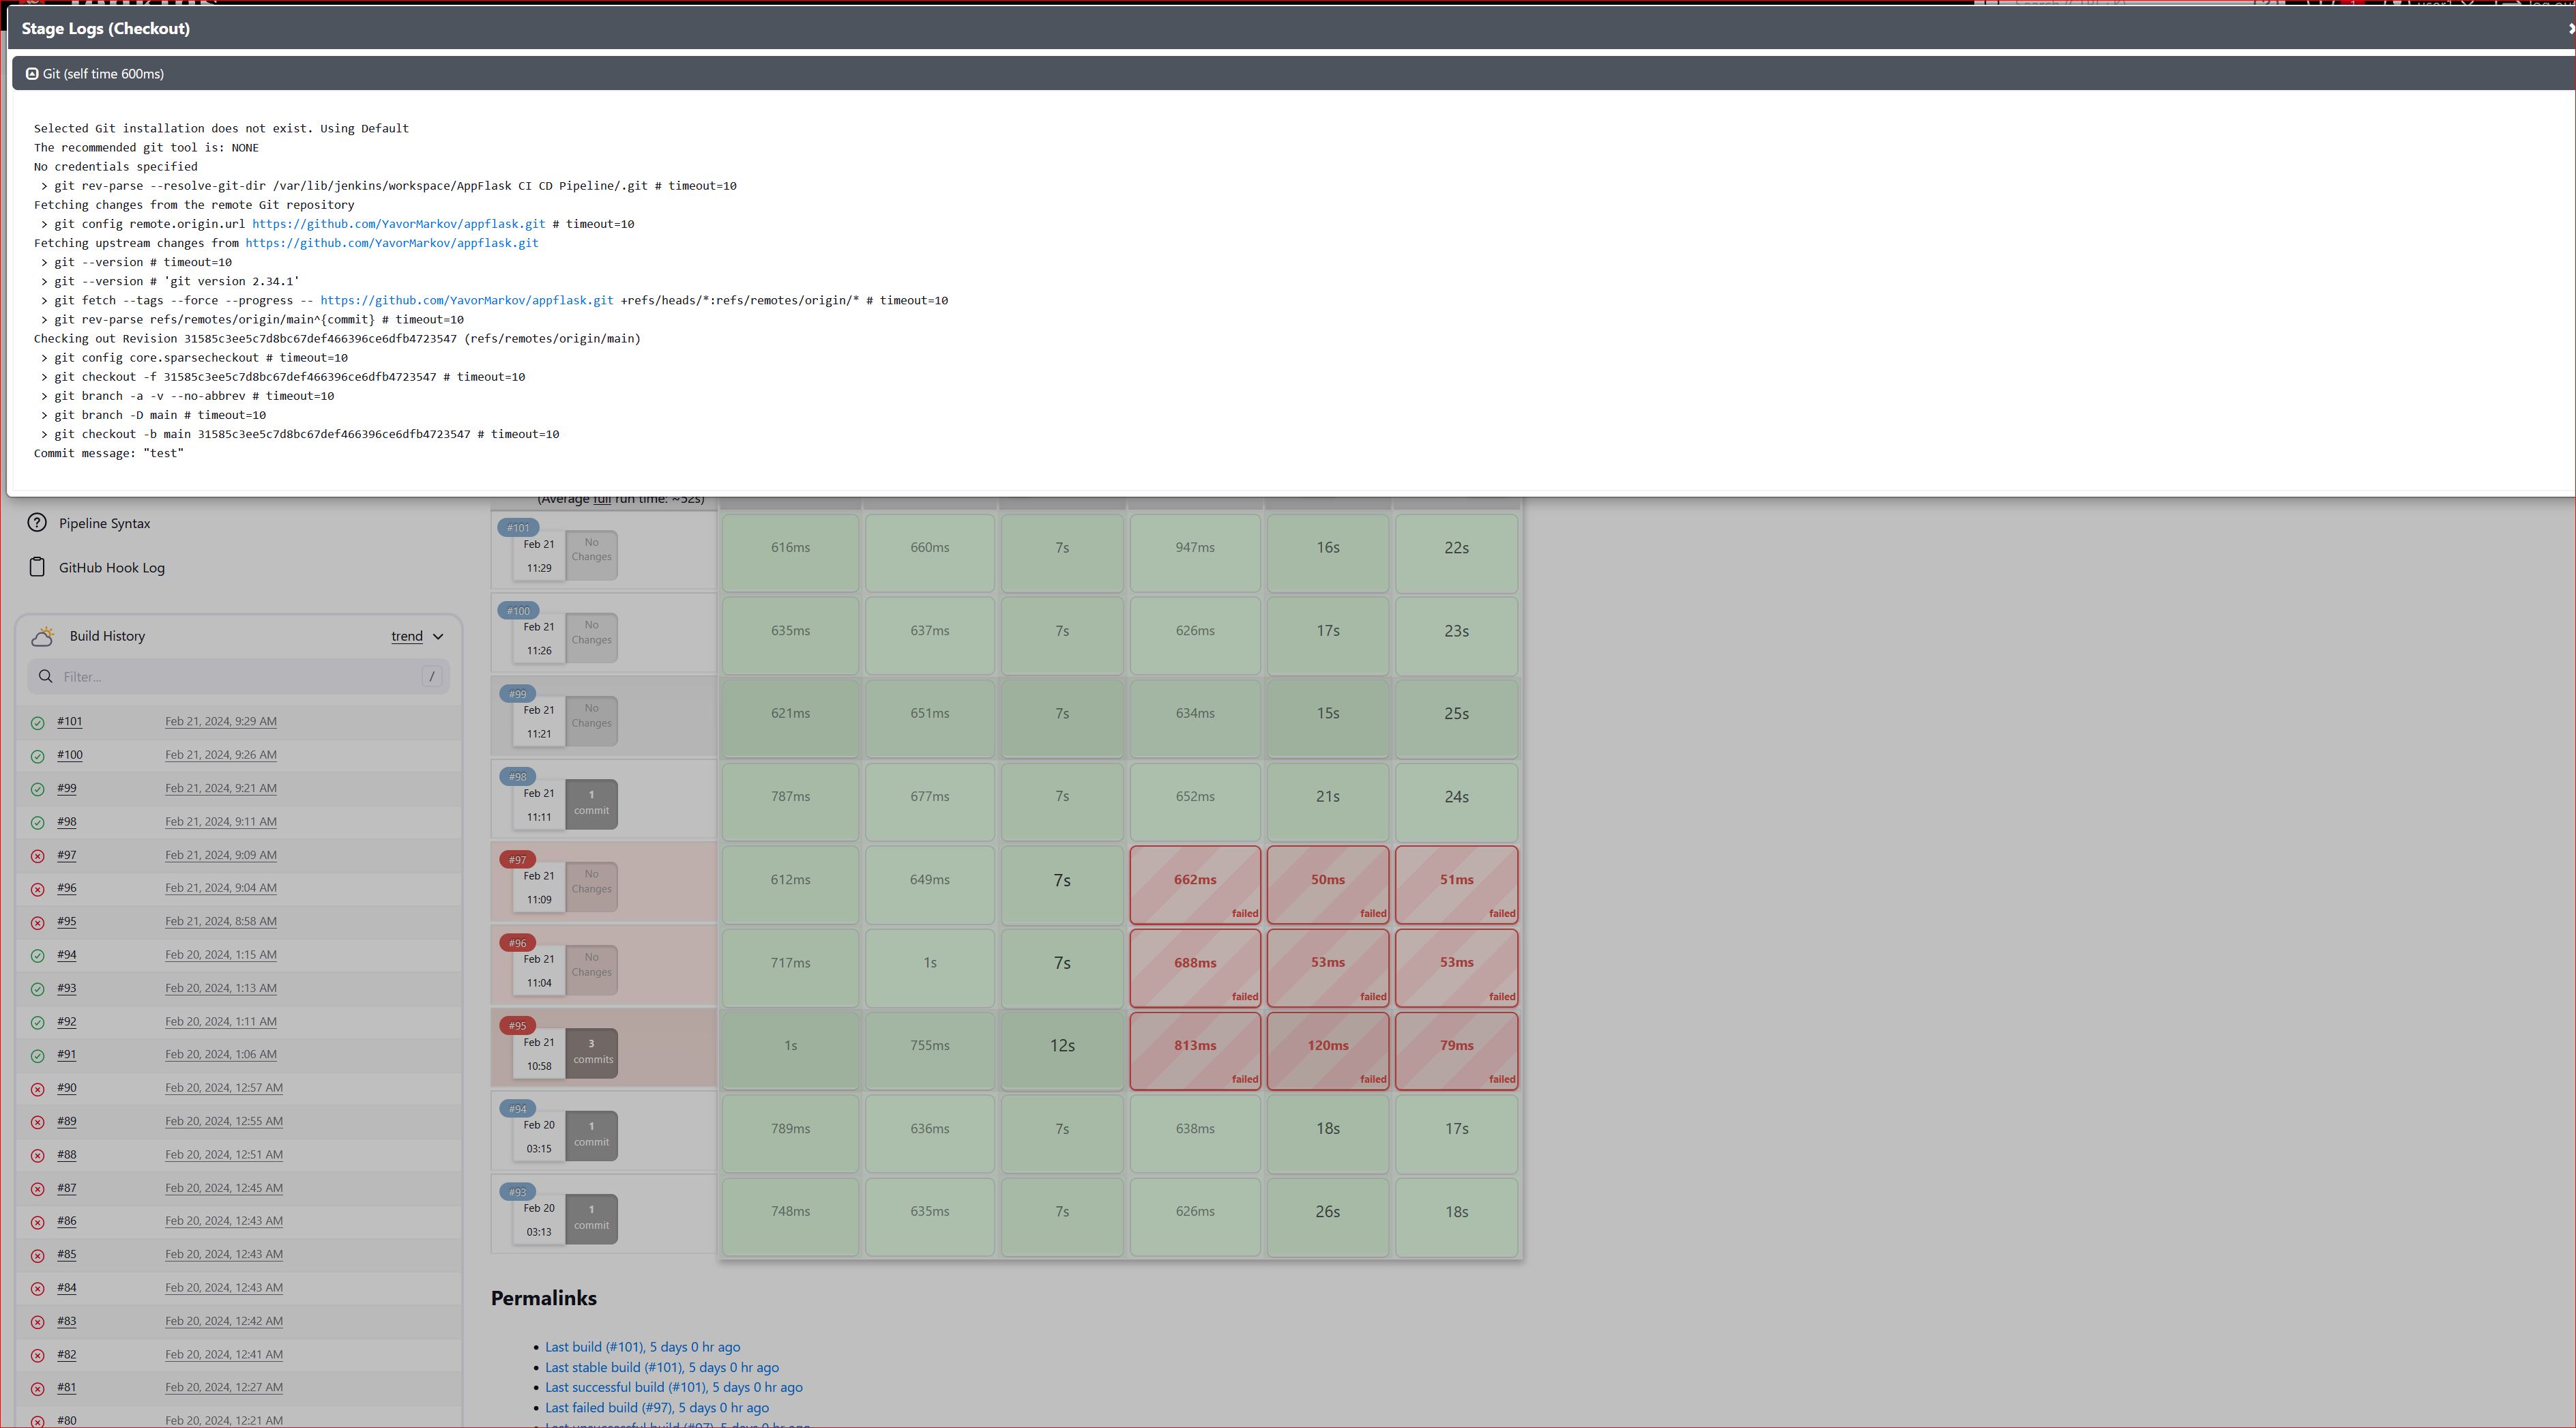 Stage Logs (Checkout)
Git (self time 600ms)
Selected Git installation does not exist. Using Default
The recommended git tool is: NONE
No credentials specified
> git rev-parse --resolve-git-dir /var/lib/jenkins/workspace/AppFlask CI CD Pipeline/.git # timeout=10
Fetching changes from the remote Git repository
> git config remote.origin.url https://github.com/YavorMarkov/appflask.git # timeout=10
Fetching upstream changes from https://github.com/YavorMarkov/appflask.git
> git --version # timeout=10
> git --version # 'git version 2.34.1'
> git fetch --tags --force --progress -- https://github.com/YavorMarkov/appflask.git +refs/heads/*:refs/remotes/origin/* # timeout=10
> git rev-parse refs/remotes/origin/main^{commit} # timeout=10
Checking out Revision 31585c3ee5c7d8bc67def466396ce6dfb4723547 (refs/remotes/origin/main)
> git config core.sparsecheckout # timeout=10
> git checkout -f 31585c3ee5c7d8bc67def466396ce6dfb4723547 # timeout=10
> git branch -a -v --no-abbrev # timeout=10
> git branch -D main # timeout=10
> git checkout -b main 31585c3ee5c7d8bc67def466396ce6dfb4723547 # timeout=10
Commit message: "test"
Pipeline Syntax
GitHub Hook Log
Build History trend
Filter... /
#101 Feb 21, 2024, 9:29 AM
#100 Feb 21, 2024, 9:26 AM
#99 Feb 21, 2024, 9:21 AM
#98 Feb 21, 2024, 9:11 AM
#97 Feb 21, 2024, 9:09 AM
#96 Feb 21, 2024, 9:04 AM
#95 Feb 21, 2024, 8:58 AM
#94 Feb 20, 2024, 1:15 AM
#93 Feb 20, 2024, 1:13 AM
#92 Feb 20, 2024, 1:11 AM
#91 Feb 20, 2024, 1:06 AM
#90 Feb 20, 2024, 12:57 AM
#89 Feb 20, 2024, 12:55 AM
#88 Feb 20, 2024, 12:51 AM
#87 Feb 20, 2024, 12:45 AM
#86 Feb 20, 2024, 12:43 AM
#85 Feb 20, 2024, 12:43 AM
#84 Feb 20, 2024, 12:43 AM
#83 Feb 20, 2024, 12:42 AM
#82 Feb 20, 2024, 12:41 AM
#81 Feb 20, 2024, 12:27 AM
#80 Feb 20, 2024, 12:21 AM
(Average full run time: ~52s)
#101
Feb 21
11:29
No
Changes
616ms 660ms 7s 947ms 16s 22s
#100
Feb 21
11:26
No
Changes
635ms 637ms 7s 626ms 17s 23s
#99
Feb 21
11:21
No
Changes
621ms 651ms 7s 634ms 15s 25s
#98
Feb 21
11:11
1
commit
787ms 677ms 7s 652ms 21s 24s
#97
Feb 21
11:09
No
Changes
612ms 649ms 7s 662ms 50ms 51ms
failed failed failed
#96
Feb 21
11:04
No
Changes
717ms 1s 7s 688ms 53ms 53ms
failed failed failed
#95
Feb 21
10:58
3
commits
1s 755ms 12s 813ms 120ms 79ms
failed failed failed
#94
Feb 20
03:15
1
commit
789ms 636ms 7s 638ms 18s 17s
#93
Feb 20
03:13
1
commit
748ms 635ms 7s 626ms 26s 18s
Permalinks
Last build (#101), 5 days 0 hr ago
Last stable build (#101), 5 days 0 hr ago
Last successful build (#101), 5 days 0 hr ago
Last failed build (#97), 5 days 0 hr ago
Last unsuccessful build (#97), 5 days 0 hr ago